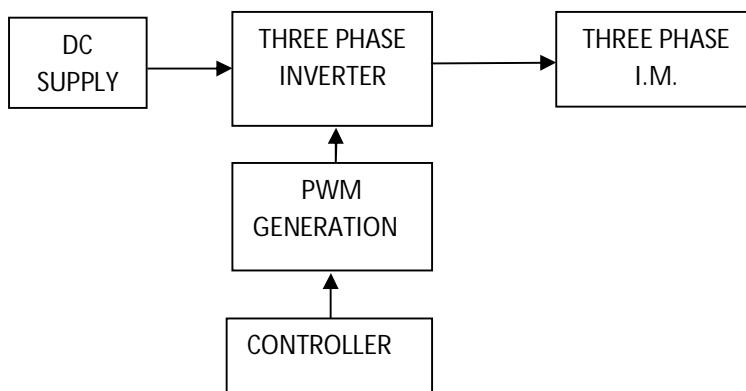 DC
SUPPLY
THREE PHASE
INVERTER
THREE PHASE
I.M.
PWM
GENERATION
CONTROLLER